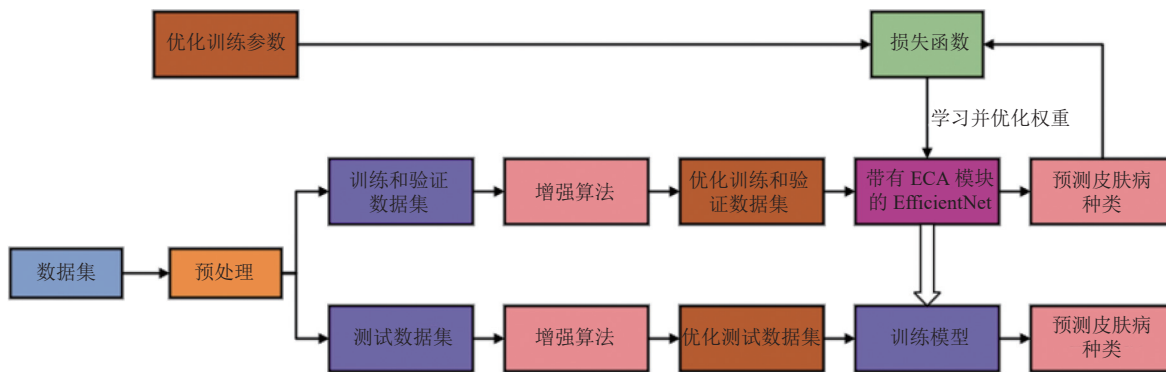 优化训练参数
损失函数
学习并优化权重
训练和验证
数据集
增强算法
优化训练和验
证数据集
带有 ECA 模块
的 EfficientNet
预测皮肤病
种类
数据集
预处理
测试数据集
增强算法
优化测试数据集
训练模型
预测皮肤病
种类